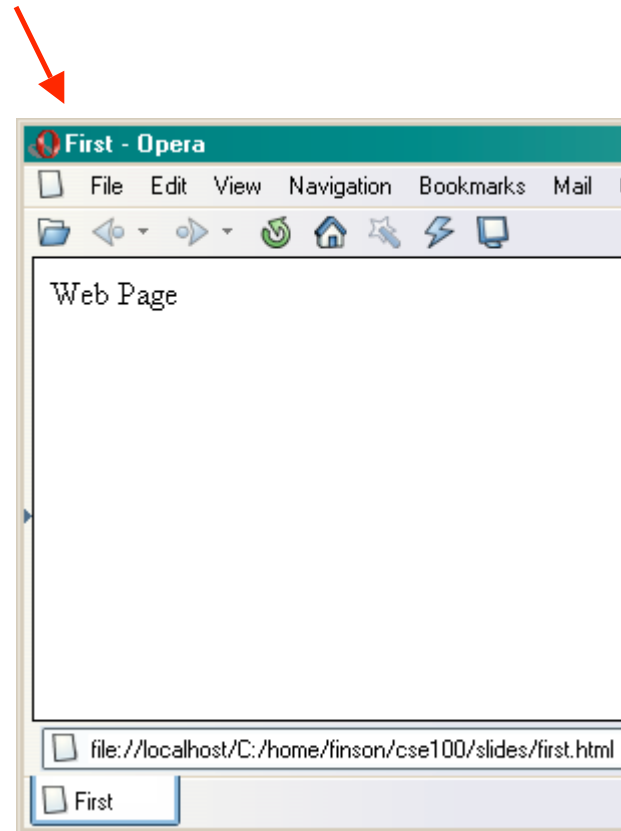 First - Opera
File Edit View Navigation Bookmarks Mail
Web Page
file://localhost/C:/home/finson/cse100/slides/first.html
First